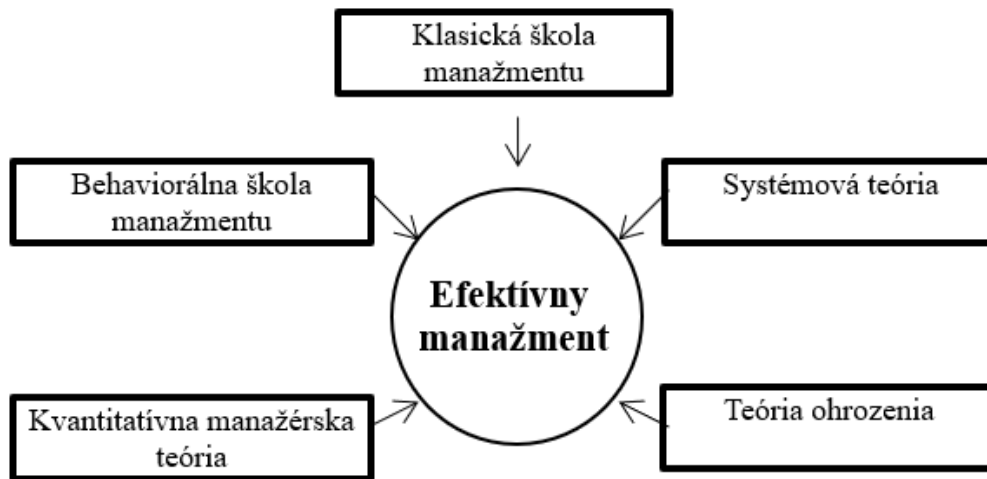 Klasická škola
manažmentu
Behaviorálna škola
manažmentu
Systémová teória
Efektívny
manažment
Kvantitatívna manažérska
teória
Teória ohrozenia